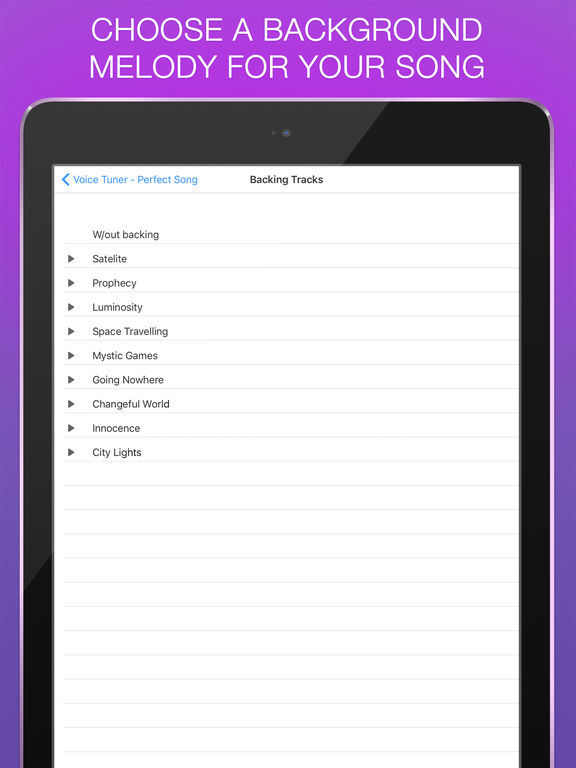 CHOOSE A BACKGROUND
MELODY FOR YOUR SONG
Voice Tuner - Perfect Song Backing Tracks
W/out backing
Satelite
Prophecy
Luminosity
Space Travelling
Mystic Games
Going Nowhere
Changeful World
Innocence
City Lights